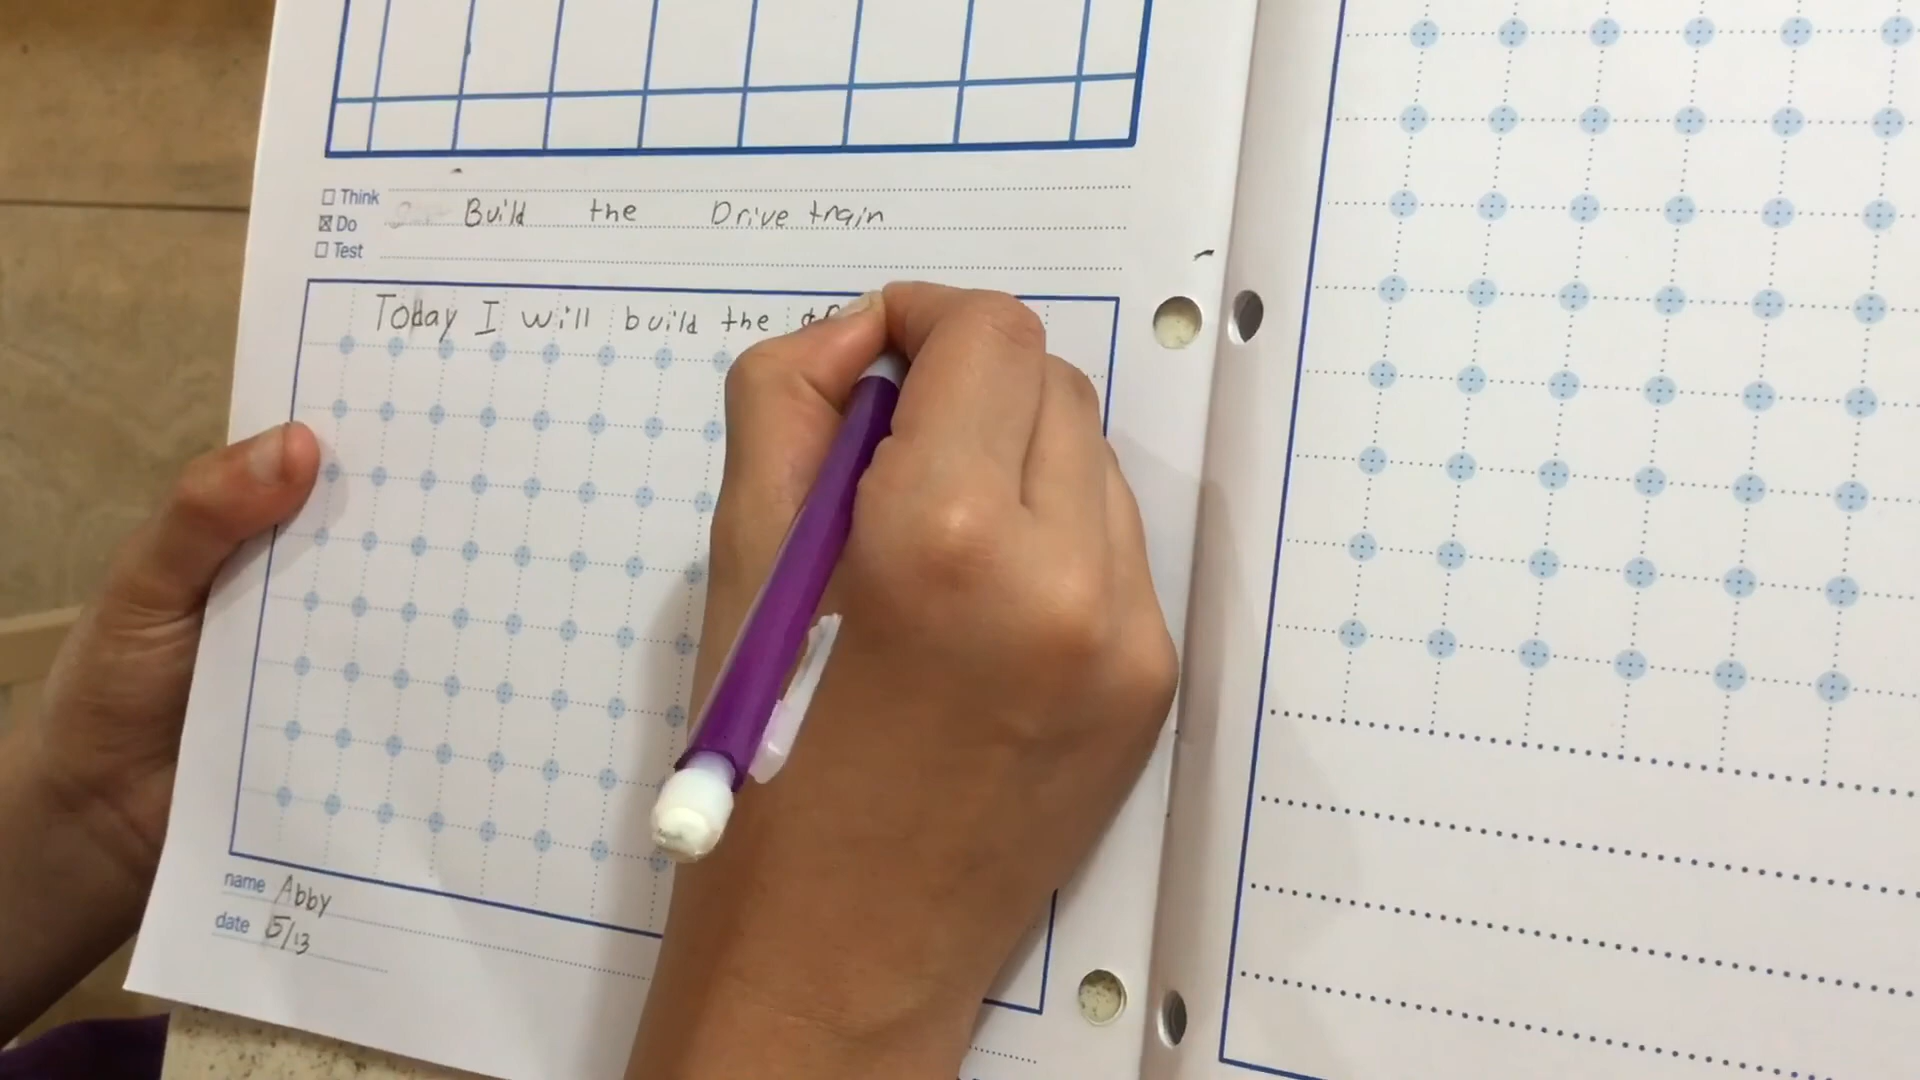 Think
Build the Drive train
Do
Test
Today I will build the
name Abby
date 5/13